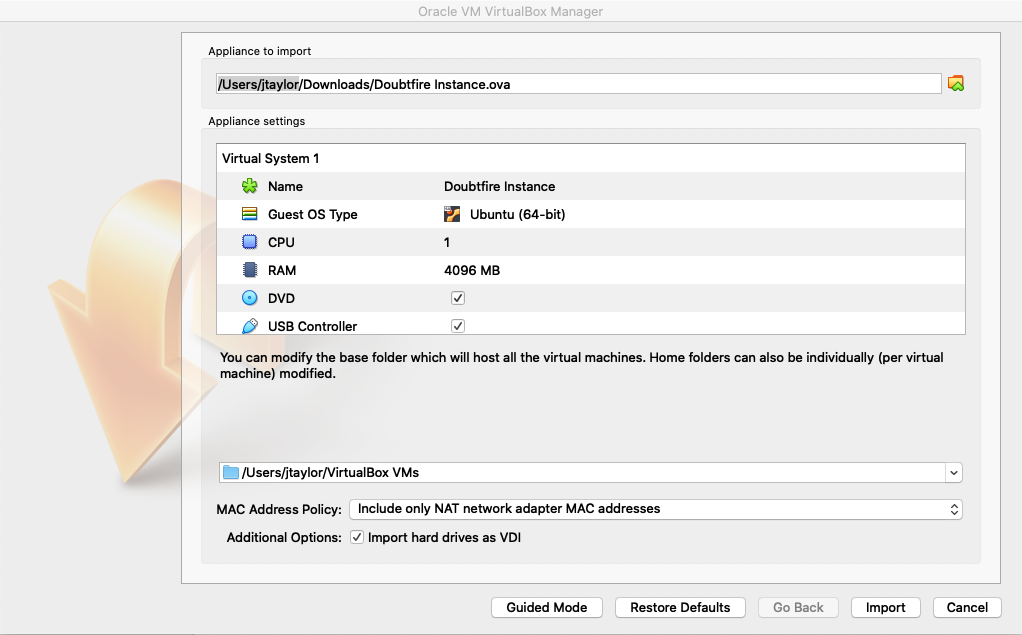 Oracle VM VirtualBox Manager
Appliance to import
/Users/jtaylor/Downloads/Doubtfire Instance.ova
Appliance settings
Virtual System 1
Name Doubtfire Instance
Guest OS Type Ubuntu (64-bit)
CPU 1
RAM 4096 MB
DVD
USB Controller
You can modify the base folder which will host all the virtual machines. Home folders can also be individually (per virtual
machine) modified.
/Users/jtaylor/VirtualBox VMs
MAC Address Policy: Include only NAT network adapter MAC addresses
Additional Options: Import hard drives as VDI
Guided Mode Restore Defaults Go Back Import Cancel